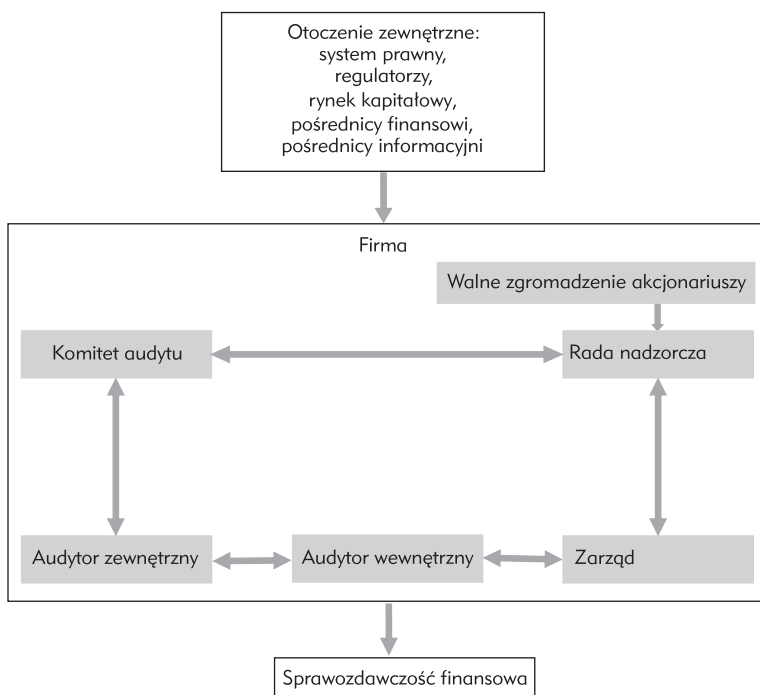 Otoczenie zewnętrzne:
system prawny,
regulatorzy,
rynek kapitałowy,
pośrednicy finansowi,
pośrednicy informacyjni
Firma
Walne zgromadzenie akcjonariuszy
Komitet audytu
Rada nadzorcza
Audytor zewnętrzny
Audytor wewnętrzny
Zarząd
Sprawozdawczość finansowa